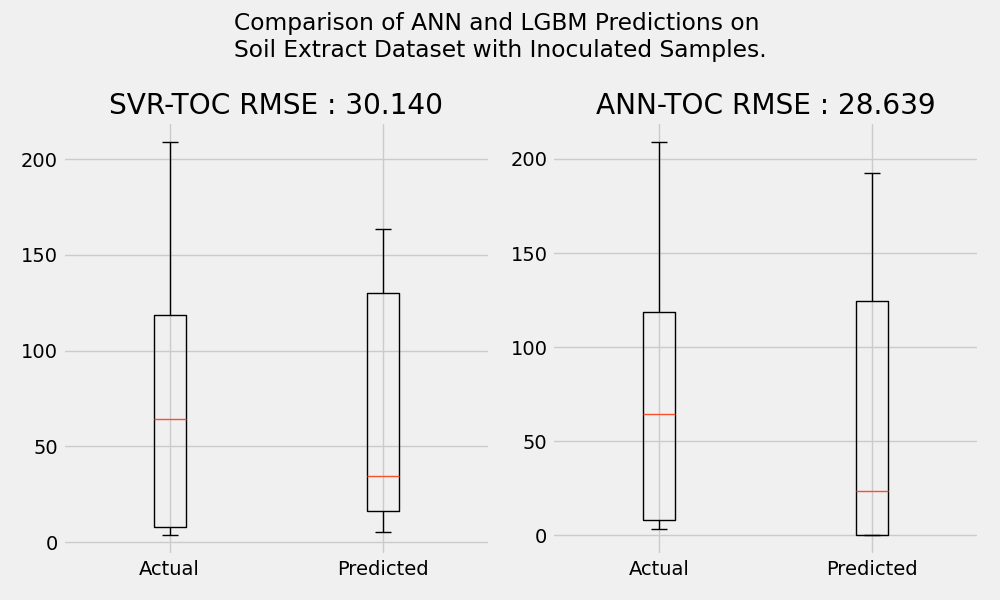 Comparison of ANN and LGBM Predictions on
Soil Extract Dataset with Inoculated Samples.
SVR-TOC RMSE : 30.140
200
150
100
50
0
Actual Predicted
ANN-TOC RMSE : 28.639
200
150
100
50
0
Actual Predicted